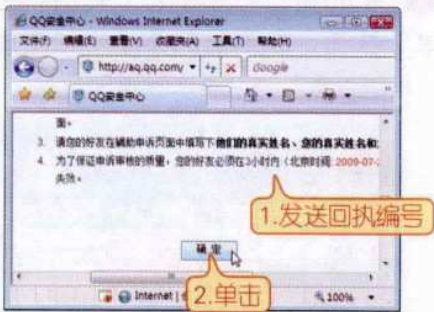 QQ安全中心 - Windows Internet Explorer
文件(F) 编辑(E) 查看(V) 收藏夹(A) 工具(T) 帮助(H)
http://aq.qq.com/ Google
QQ安全中心
面。
3. 请您的好友在辅助申诉页面中填写下他们的真实姓名、您的真实姓名和
4. 为了保证申诉审核的质量,您的好友必须在3小时内(北京时间: 2009-07-
失效。
1.发送回执编号
确定
2.单击
Internet
100%